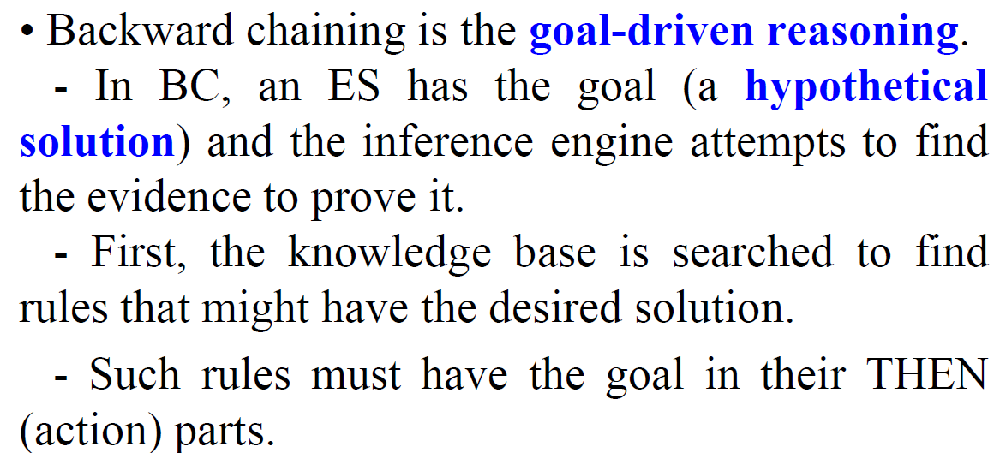 • Backward chaining is the goal-driven reasoning.
- In BC, an ES has the goal (a hypothetical
solution) and the inference engine attempts to find
the evidence to prove it.
- First, the knowledge base is searched to find
rules that might have the desired solution.
- Such rules must have the goal in their THEN
(action) parts.